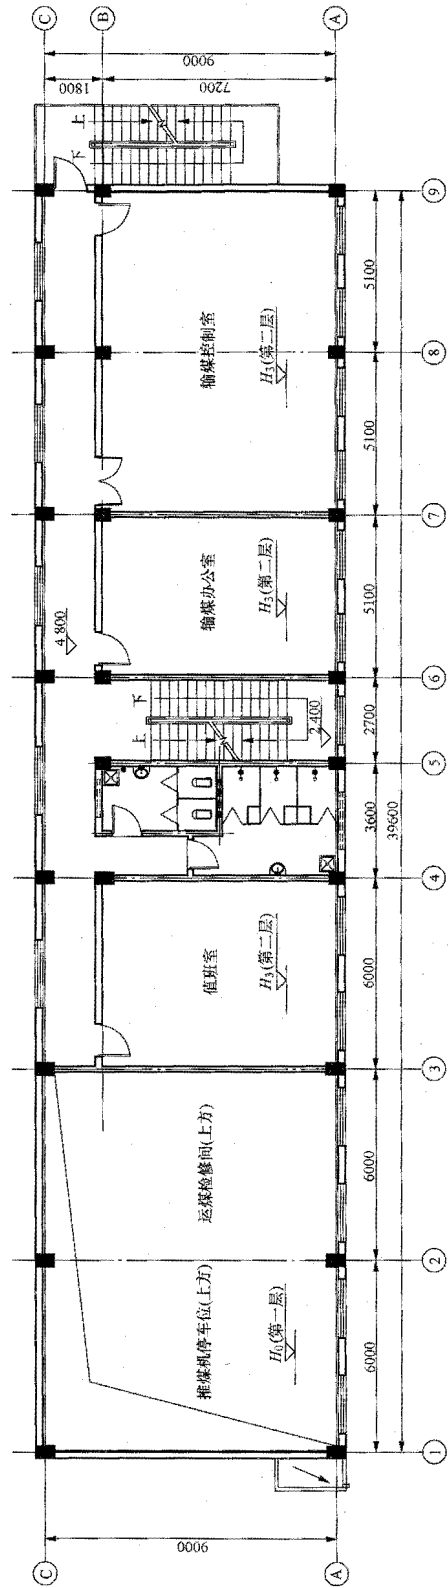 C
B
A
9000
1800
7200
上
下
9
5100
输煤控制室
H₃(第二层)
8
5100
7
4.800
输煤办公室
H₃(第二层)
5100
6
上
下
2.400
2700
5
3600
39600
4
值班室
H₃(第二层)
6000
3
运煤检修间(上方)
6000
2
推煤机停车位(上方)
H₀(第一层)
6000
1
9000
C
A